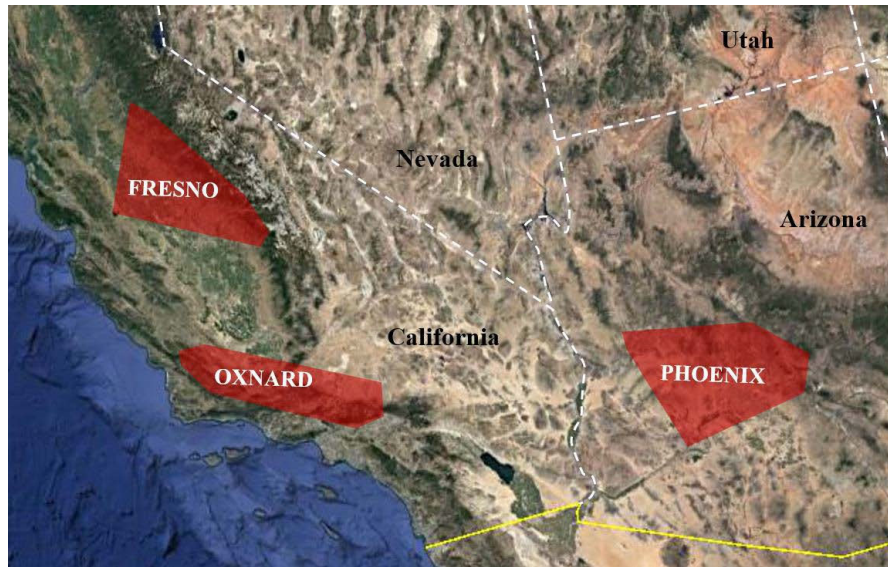 Utah
Nevada
FRESNO
Arizona
California
PHOENIX
OXNARD